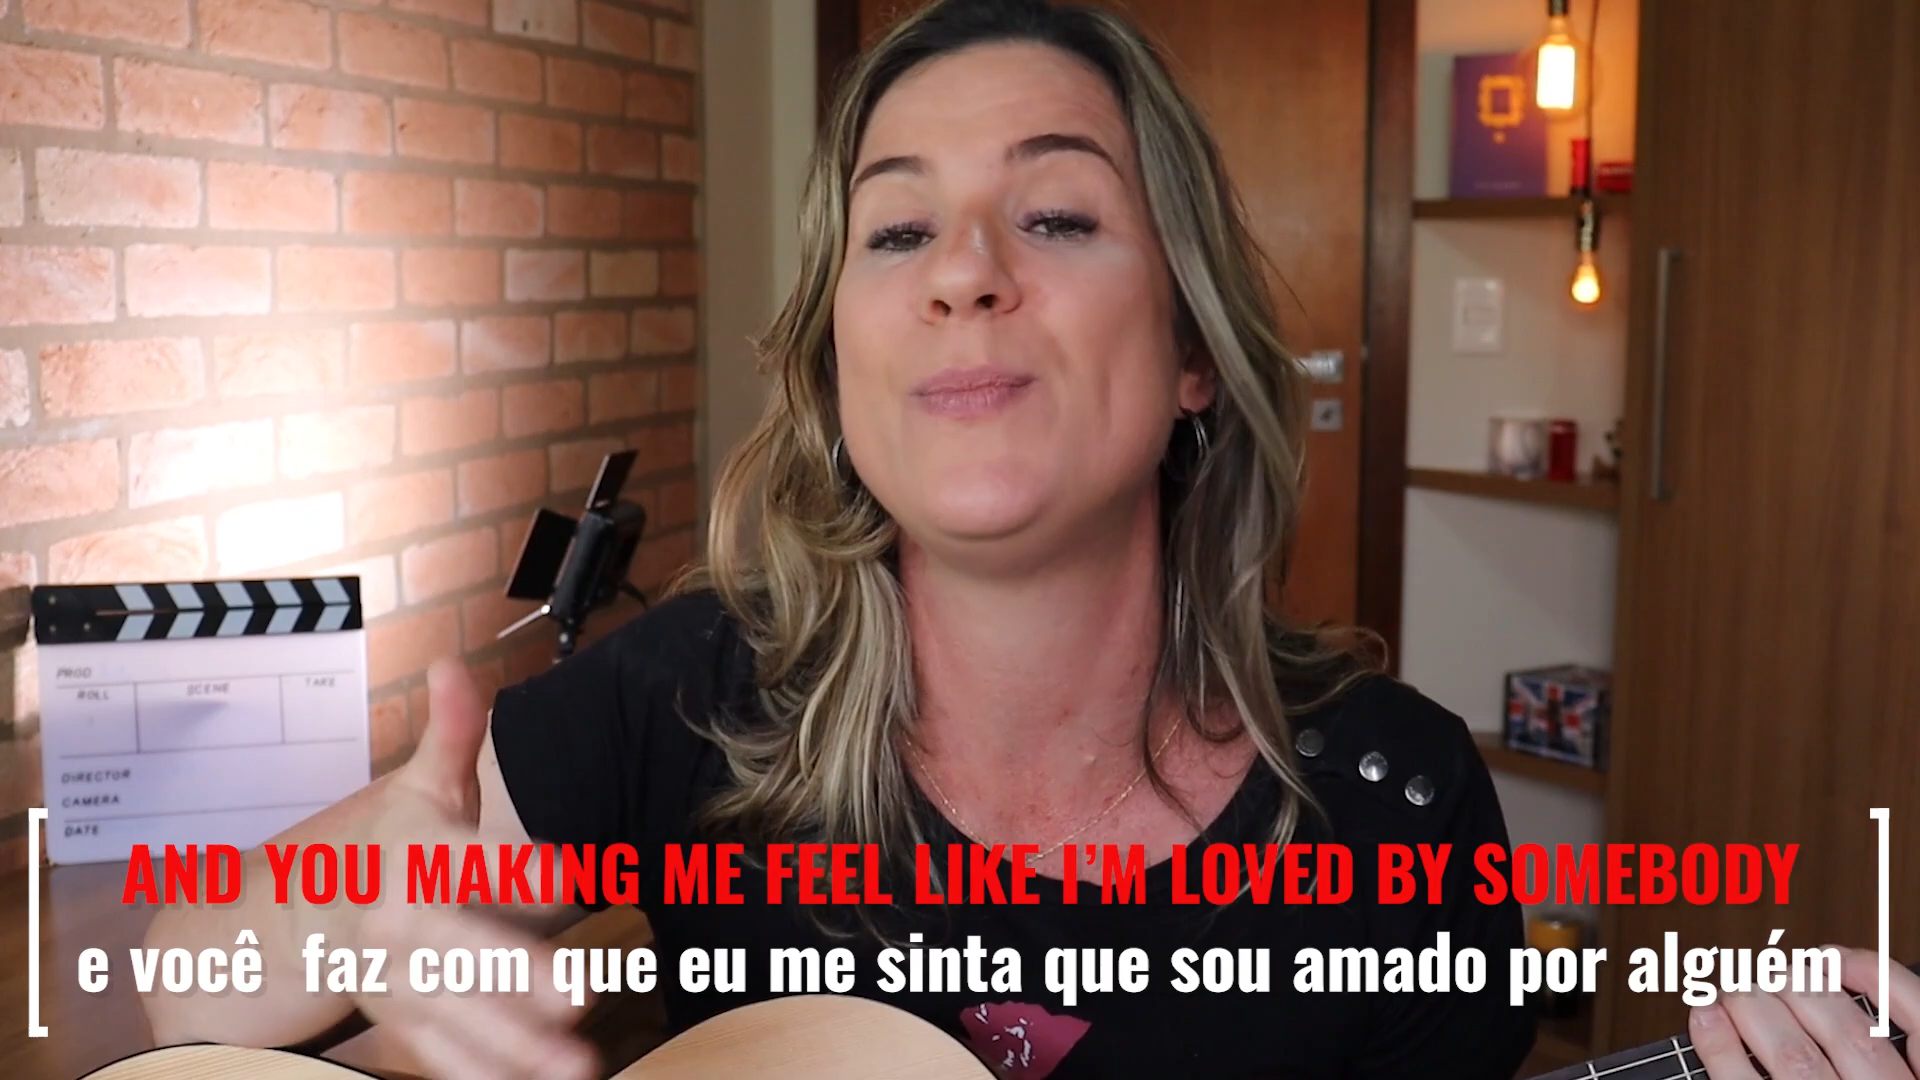 PROD
ROLL SCENE TAKE
DIRECTOR
CAMERA
DATE
AND YOU MAKING ME FEEL LIKE I’M LOVED BY SOMEBODY
e você faz com que eu me sinta que sou amado por alguém